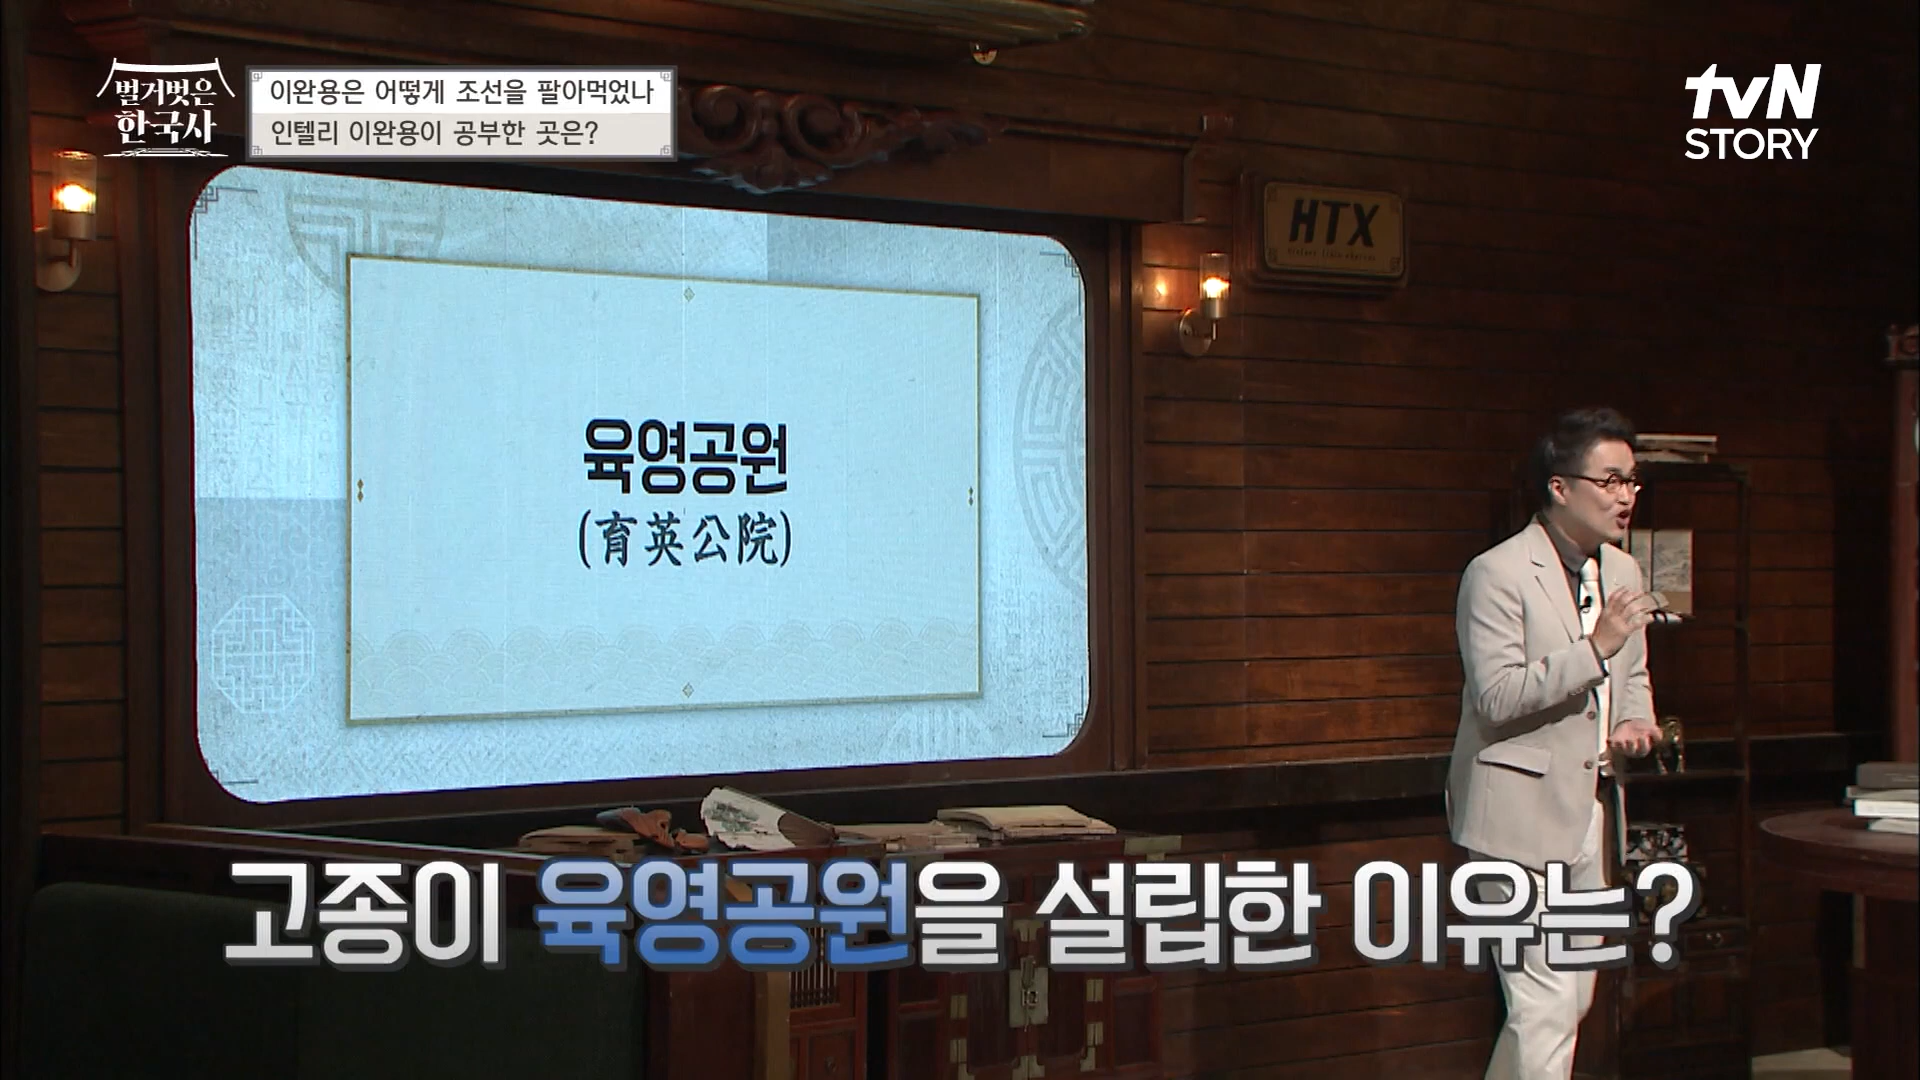 벌거벗은
한국사
이완용은 어떻게 조선을 팔아먹었나
인텔리 이완용이 공부한 곳은?
tvN
STORY
HTX
육영공원
(育英公院)
고종이 육영공원을 설립한 이유는?